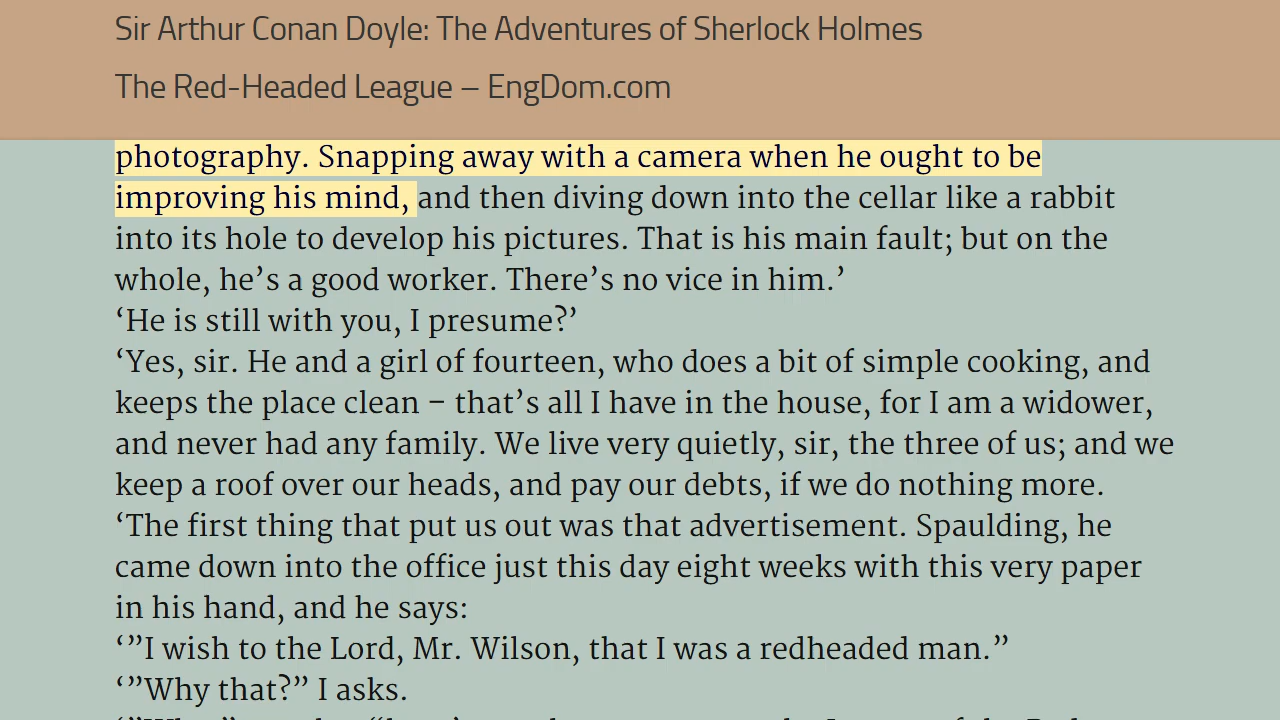 Sir Arthur Conan Doyle: The Adventures of Sherlock Holmes
The Red-Headed League – EngDom.com
photography. Snapping away with a camera when he ought to be
improving his mind, and then diving down into the cellar like a rabbit
into its hole to develop his pictures. That is his main fault; but on the
whole, he’s a good worker. There’s no vice in him.’
‘He is still with you, I presume?’
‘Yes, sir. He and a girl of fourteen, who does a bit of simple cooking, and
keeps the place clean – that’s all I have in the house, for I am a widower,
and never had any family. We live very quietly, sir, the three of us; and we
keep a roof over our heads, and pay our debts, if we do nothing more.
‘The first thing that put us out was that advertisement. Spaulding, he
came down into the office just this day eight weeks with this very paper
in his hand, and he says:
‘”I wish to the Lord, Mr. Wilson, that I was a redheaded man.”
‘”Why that?” I asks.